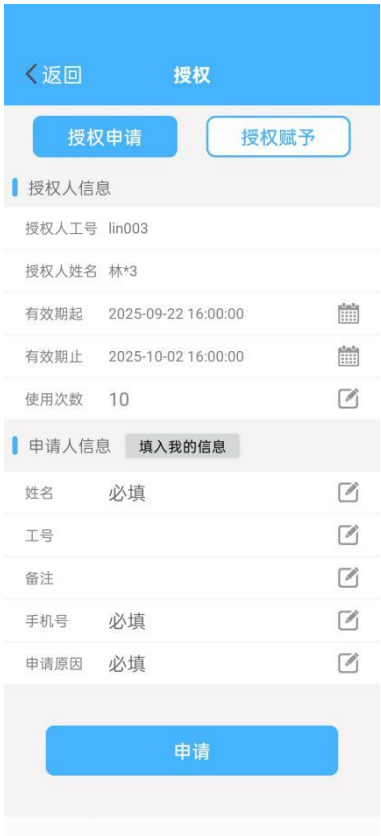 返回 授权
授权申请 授权赋予
授权人信息
授权人工号 lin003
授权人姓名 林*3
有效期起 2025-09-22 16:00:00
有效期止 2025-10-02 16:00:00
使用次数 10
申请人信息 填入我的信息
姓名 必填
工号
备注
手机号 必填
申请原因 必填
申请